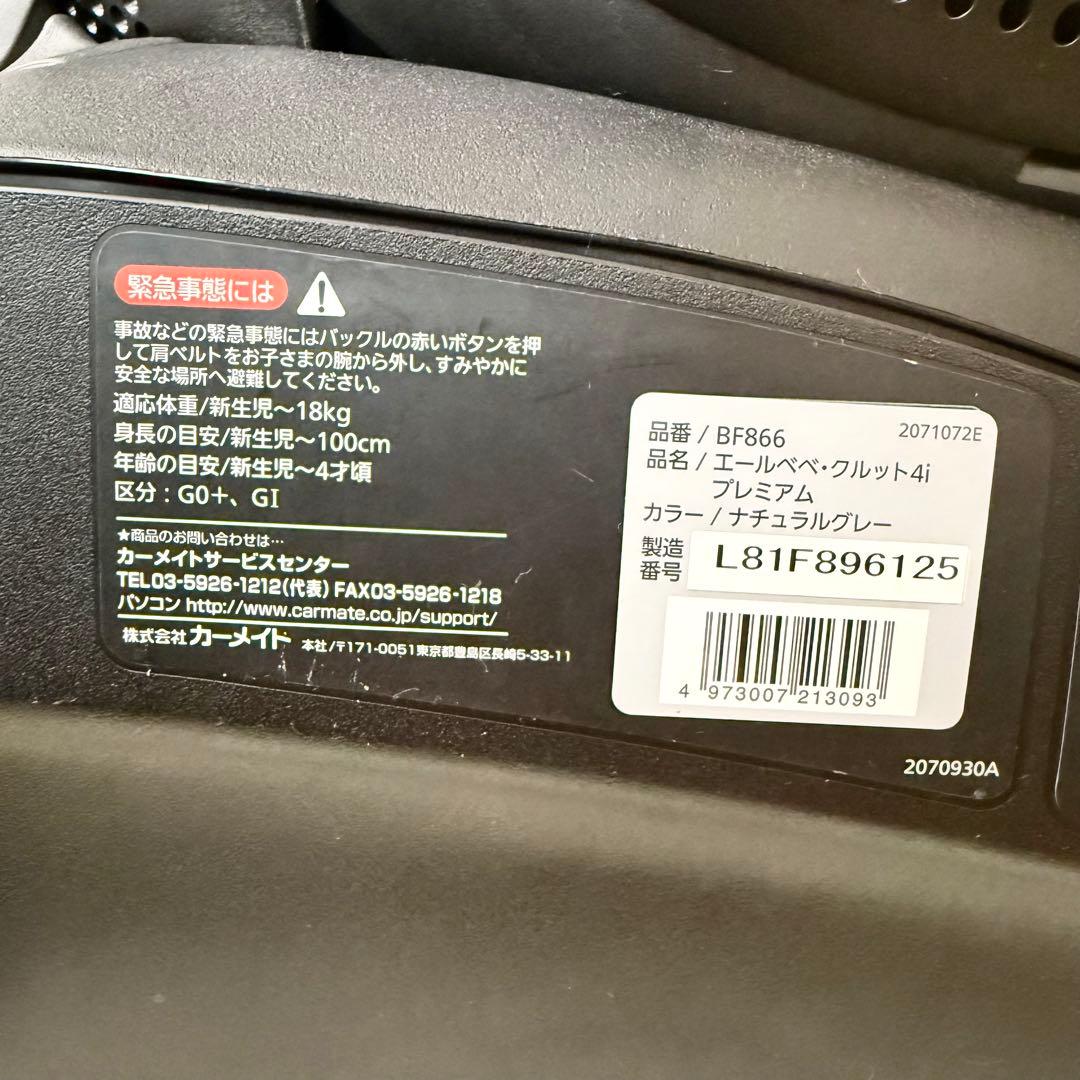 緊急事態には
事故などの緊急事態にはバックルの赤いボタンを押
して肩ベルトをお子さまの腕から外し、すみやかに
安全な場所へ避難してください。
適応体重/新生児～18kg
身長の目安/新生児～100cm
年齢の目安/新生児～4才頃
区分：G0＋、GI
★商品のお問い合わせは…
カーメイトサービスセンター
TEL03-5926-1212(代表) FAX03-5926-1218
パソコン http://www.carmate.co.jp/support/
株式会社 カーメイト 本社/〒171-0051東京都豊島区長崎5-33-11
品番 / BF866 2071072E
品名 / エールベベ・クルット4i
プレミアム
カラー / ナチュラルグレー
製造
番号 L81F896125
4 973007 213093
2070930A